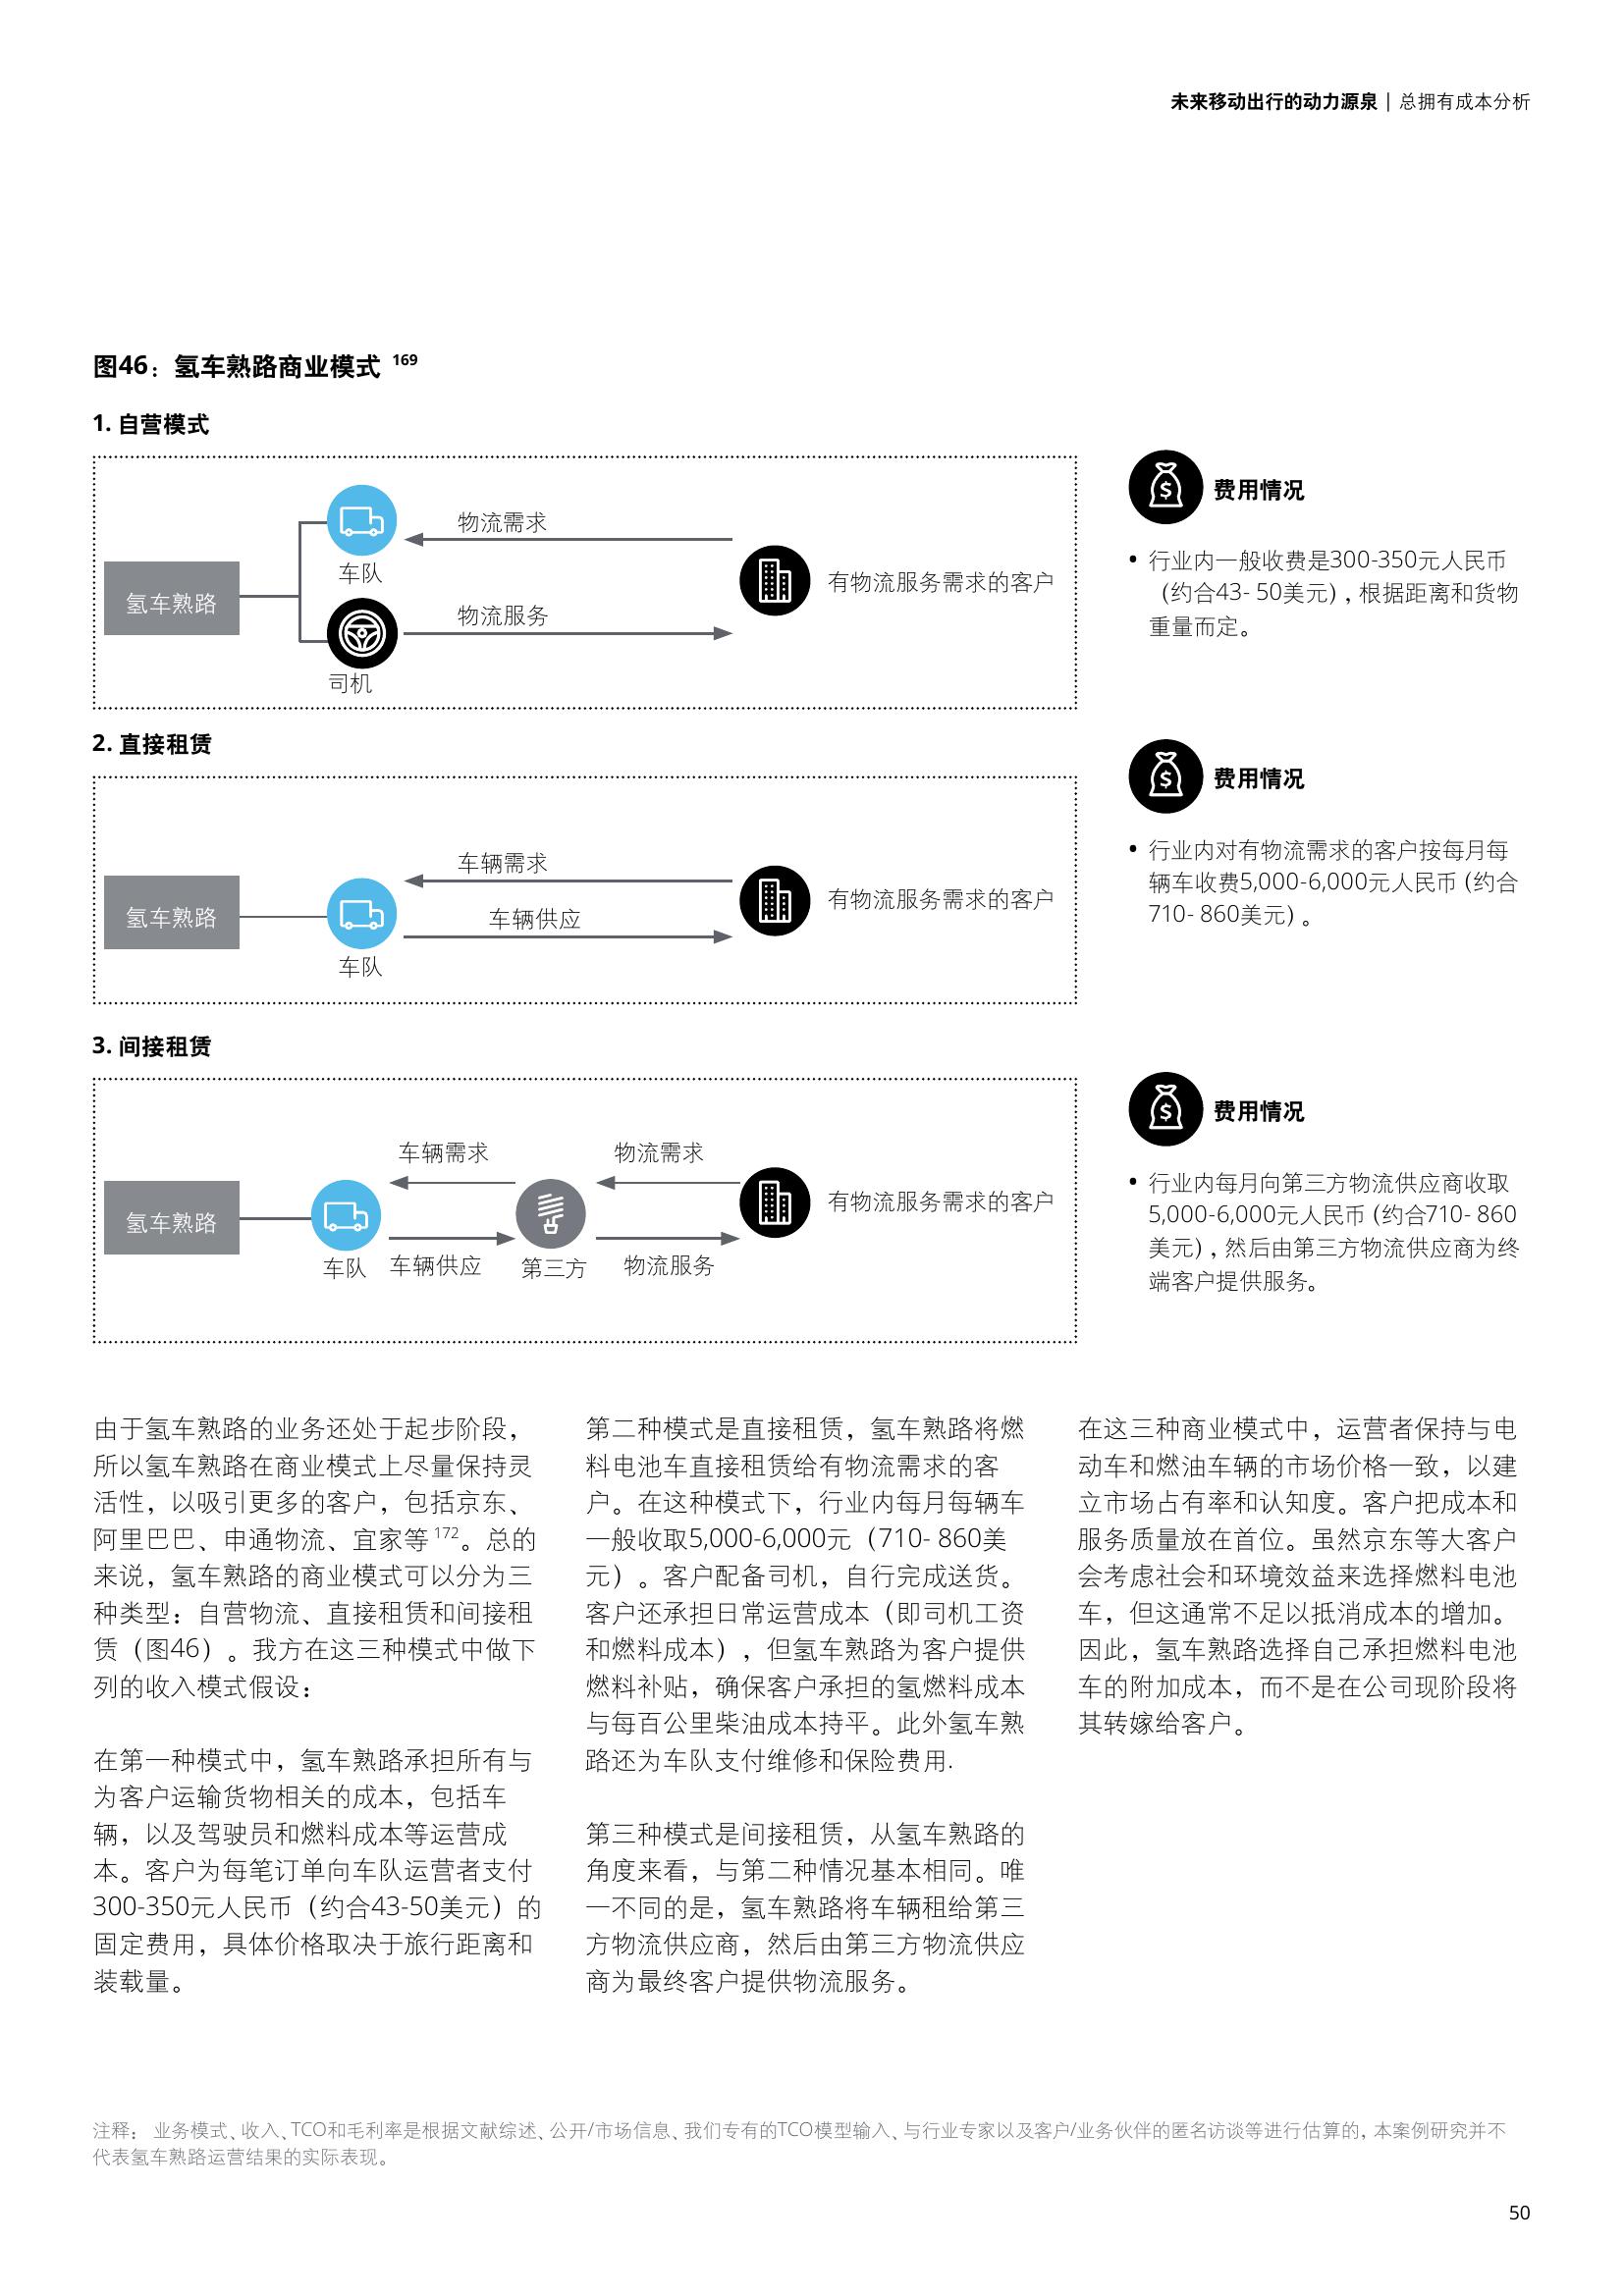 未来移动出行的动力源泉 | 总拥有成本分析
图46：氢车熟路商业模式 169
1. 自营模式
氢车熟路
车队
司机
物流需求
物流服务
有物流服务需求的客户
费用情况
• 行业内一般收费是300-350元人民币
（约合43- 50美元），根据距离和货物
重量而定。
2. 直接租赁
氢车熟路
车队
车辆需求
车辆供应
有物流服务需求的客户
费用情况
• 行业内对有物流需求的客户按每月每
辆车收费5,000-6,000元人民币（约合
710- 860美元）。
3. 间接租赁
氢车熟路
车队
车辆需求
车辆供应
第三方
物流需求
物流服务
有物流服务需求的客户
费用情况
• 行业内每月向第三方物流供应商收取
5,000-6,000元人民币（约合710- 860
美元），然后由第三方物流供应商为终
端客户提供服务。
由于氢车熟路的业务还处于起步阶段，
所以氢车熟路在商业模式上尽量保持灵
活性，以吸引更多的客户，包括京东、
阿里巴巴、申通物流、宜家等 172。总的
来说，氢车熟路的商业模式可以分为三
种类型：自营物流、直接租赁和间接租
赁（图46）。我方在这三种模式中做下
列的收入模式假设：
在第一种模式中，氢车熟路承担所有与
为客户运输货物相关的成本，包括车
辆，以及驾驶员和燃料成本等运营成
本。客户为每笔订单向车队运营者支付
300-350元人民币（约合43-50美元）的
固定费用，具体价格取决于旅行距离和
装载量。
第二种模式是直接租赁，氢车熟路将燃
料电池车直接租赁给有物流需求的客
户。在这种模式下，行业内每月每辆车
一般收取5,000-6,000元（710- 860美
元）。客户配备司机，自行完成送货。
客户还承担日常运营成本（即司机工资
和燃料成本），但氢车熟路为客户提供
燃料补贴，确保客户承担的氢燃料成本
与每百公里柴油成本持平。此外氢车熟
路还为车队支付维修和保险费用.
第三种模式是间接租赁，从氢车熟路的
角度来看，与第二种情况基本相同。唯
一不同的是，氢车熟路将车辆租给第三
方物流供应商，然后由第三方物流供应
商为最终客户提供物流服务。
在这三种商业模式中，运营者保持与电
动车和燃油车辆的市场价格一致，以建
立市场占有率和认知度。客户把成本和
服务质量放在首位。虽然京东等大客户
会考虑社会和环境效益来选择燃料电池
车，但这通常不足以抵消成本的增加。
因此，氢车熟路选择自己承担燃料电池
车的附加成本，而不是在公司现阶段将
其转嫁给客户。
注释： 业务模式、收入、TCO和毛利率是根据文献综述、公开/市场信息、我们专有的TCO模型输入、与行业专家以及客户/业务伙伴的匿名访谈等进行估算的，本案例研究并不
代表氢车熟路运营结果的实际表现。
50